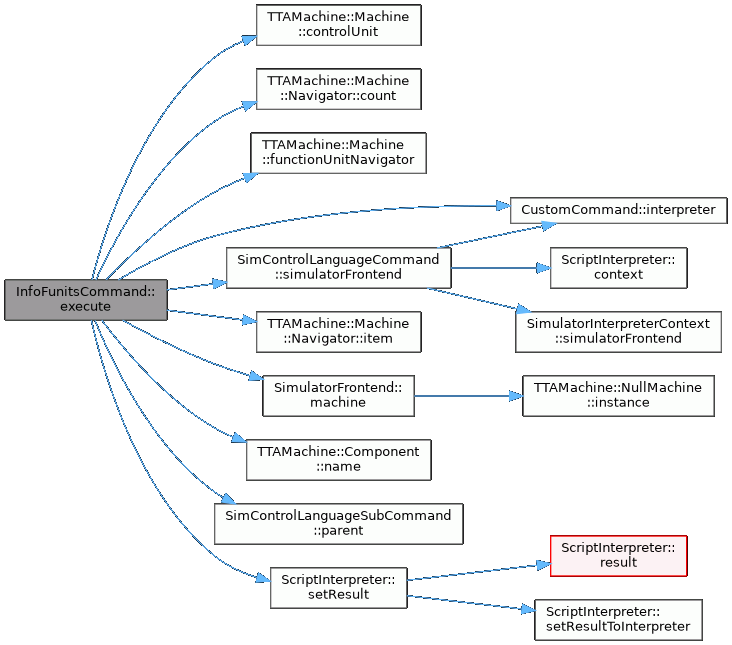 TTAMachine::Machine
::controlUnit
TTAMachine::Machine
::Navigator::count
TTAMachine::Machine
::functionUnitNavigator
CustomCommand::interpreter
SimControlLanguageCommand
::simulatorFrontend
ScriptInterpreter::
context
InfoFunitsCommand::
execute
TTAMachine::Machine
::Navigator::item
SimulatorInterpreterContext
::simulatorFrontend
SimulatorFrontend::
machine
TTAMachine::NullMachine
::instance
TTAMachine::Component
::name
SimControlLanguageSubCommand
::parent
ScriptInterpreter::
result
ScriptInterpreter::
setResult
ScriptInterpreter::
setResultToInterpreter